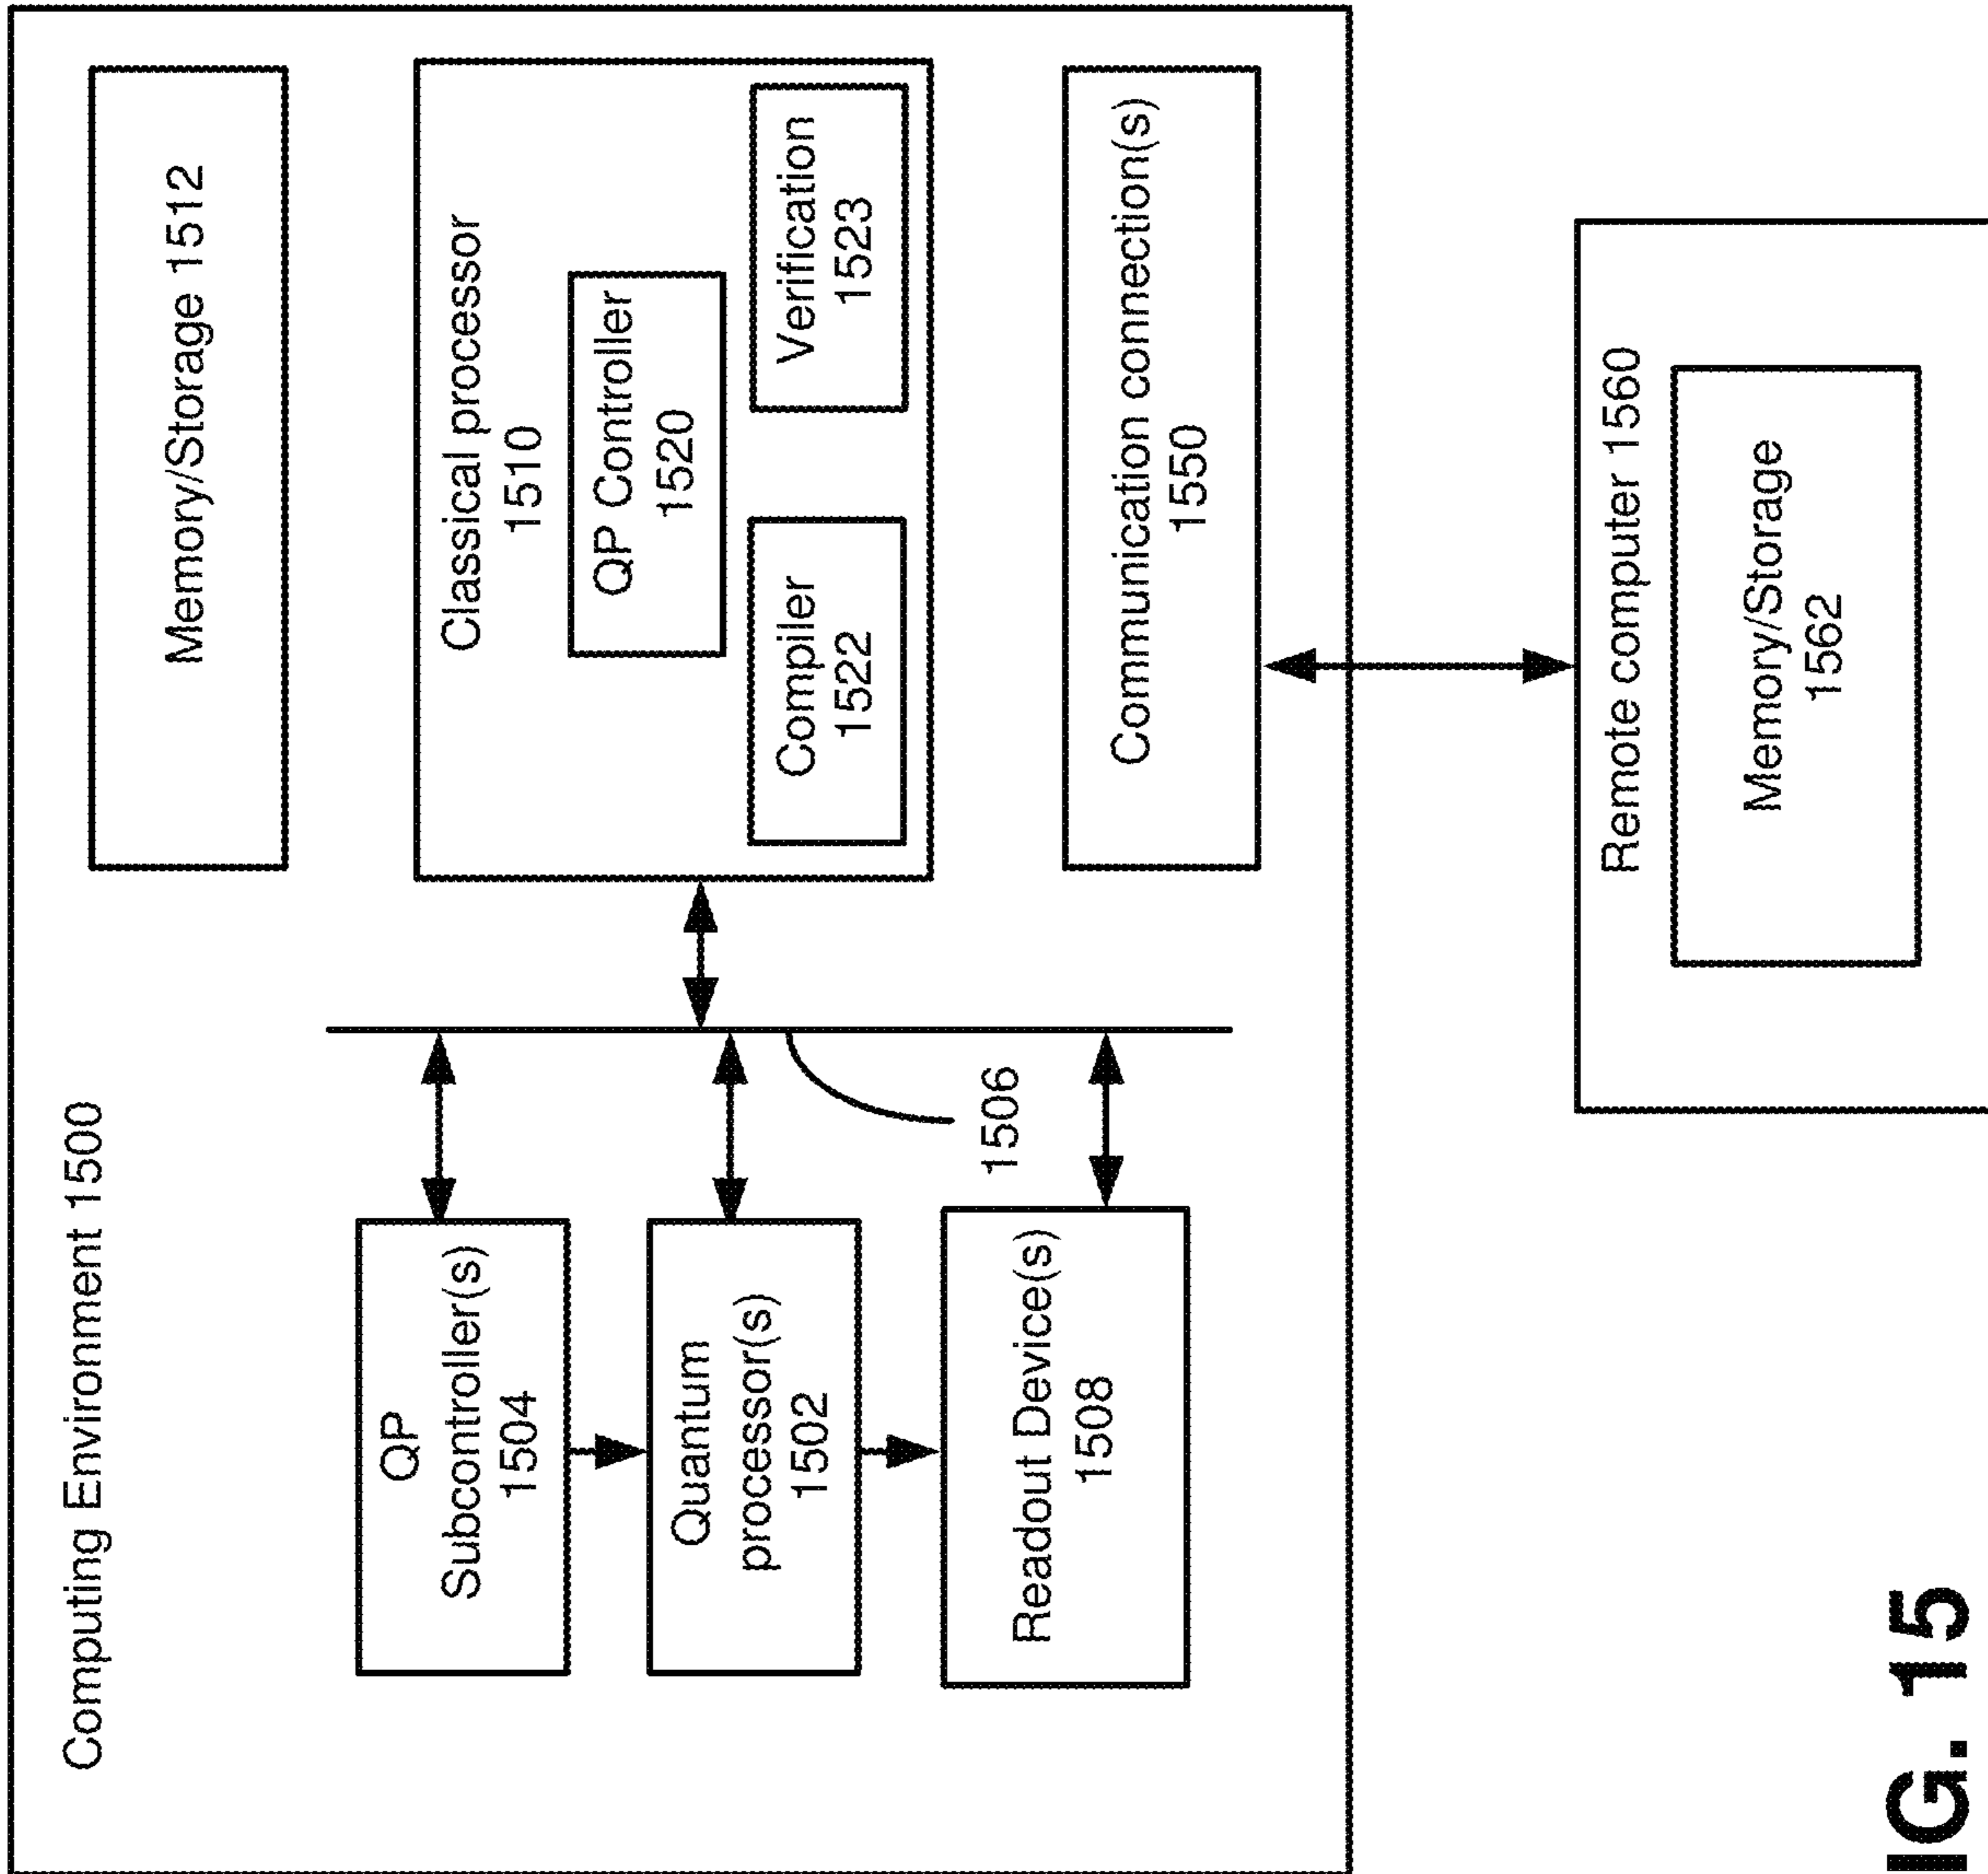 Computing Environment 1500
QP
Subcontroller(s)
1504
Quantum
processor(s)
1502
Readout Device(s)
1508
1506
Memory/Storage 1512
Classical processor
1510
QP Controller
1520
Compiler
1522
Verification
1523
Communication connection(s)
1550
Remote computer 1560
Memory/Storage
1562
IG. 15